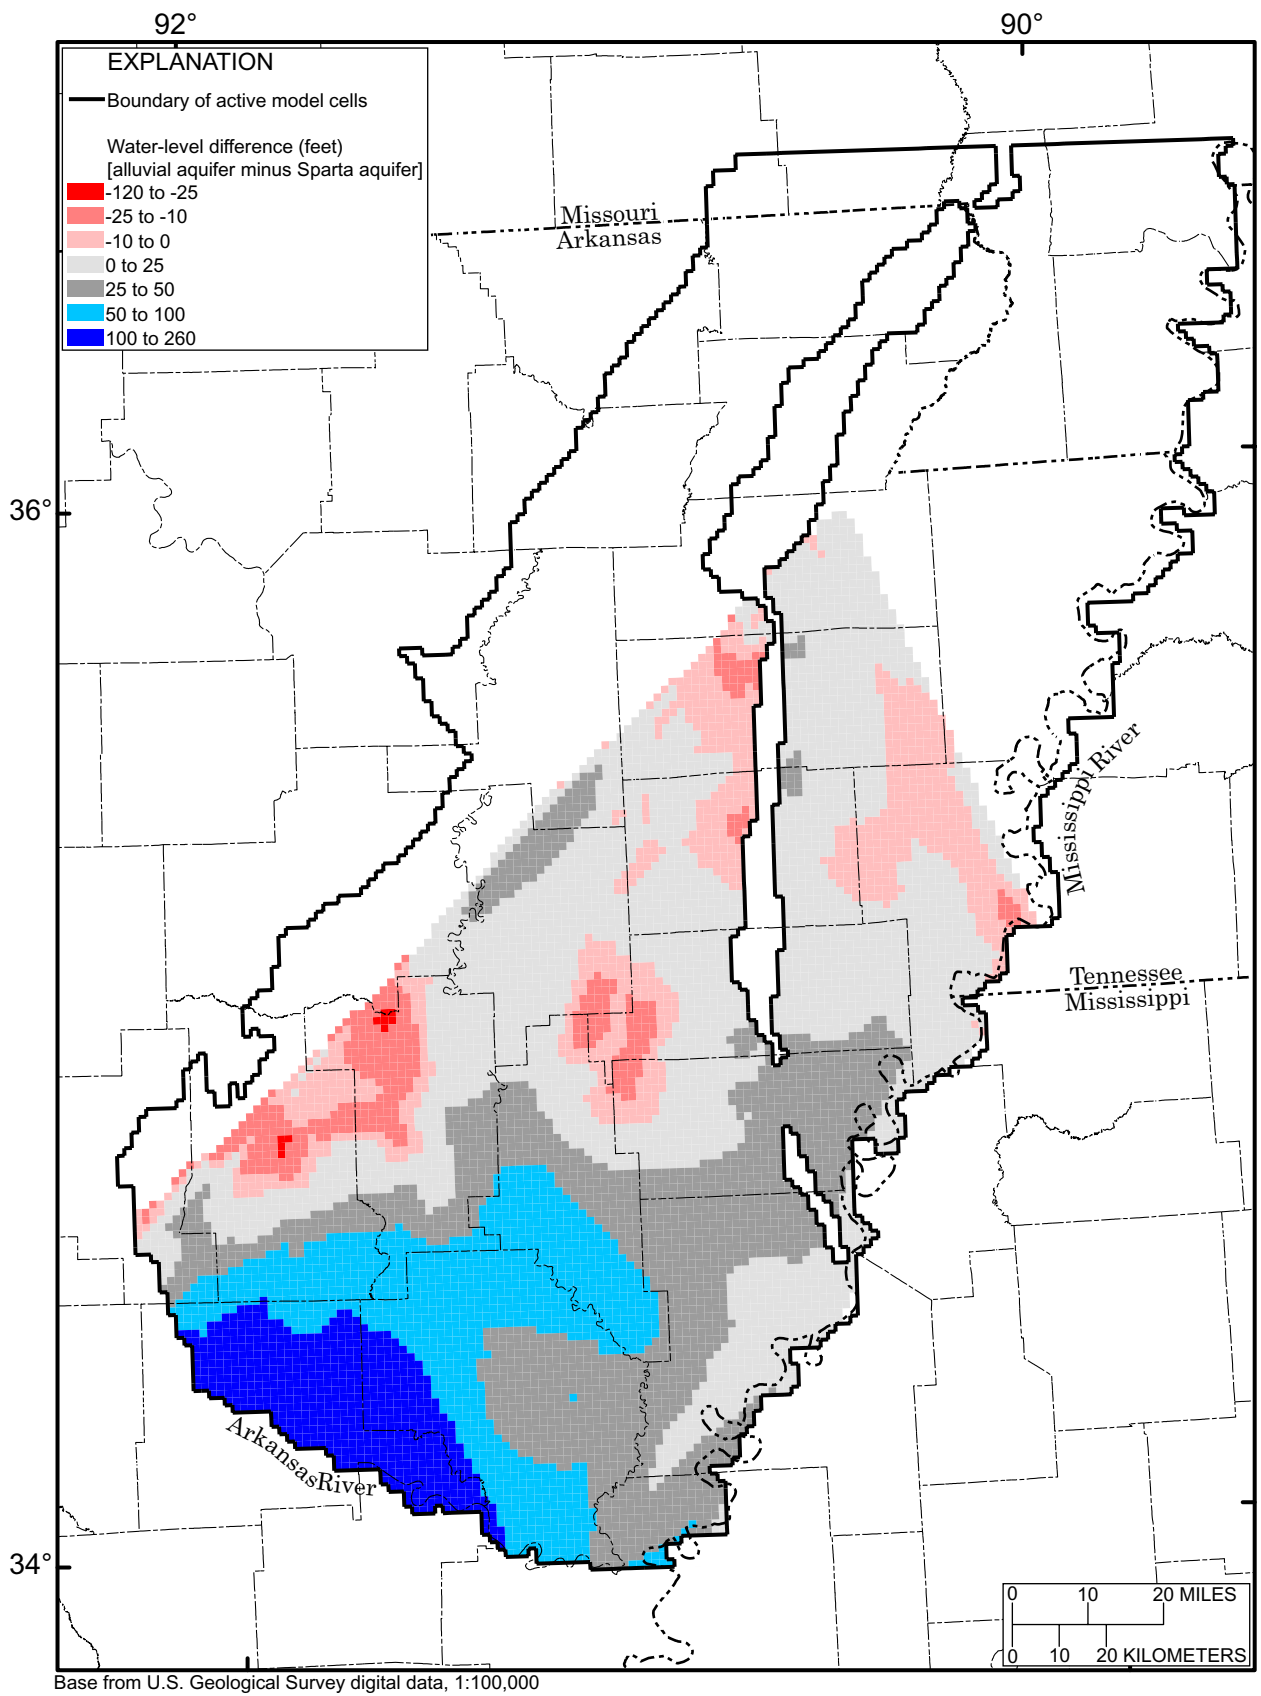 92°
90°
EXPLANATION
Boundary of active model cells
Water-level difference (feet)
[alluvial aquifer minus Sparta aquifer]
-120 to -25
-25 to -10
-10 to 0
0 to 25
25 to 50
50 to 100
100 to 260
Missouri
Arkansas
36°
Mississippi River
Tennessee
Mississippi
Arkansas River
34°
0 10 20 MILES
0 10 20 KILOMETERS
Base from U.S. Geological Survey digital data, 1:100,000